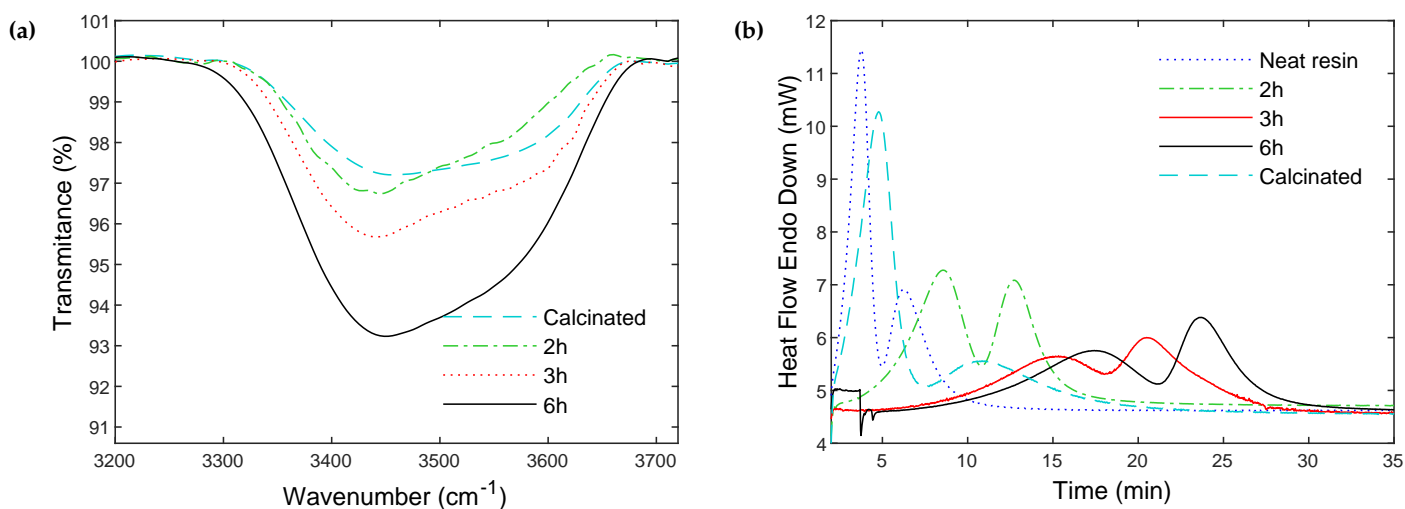 (a)
Transmitance (%)
101
100
99
98
97
96
95
94
93
92
91
3200
3300
3400
3500
3600
3700
Wavenumber (cm⁻¹)
Calcinated
2h
3h
6h
(b)
Heat Flow Endo Down (mW)
12
11
10
9
8
7
6
5
4
5
10
15
20
25
30
35
Time (min)
Neat resin
2h
3h
6h
Calcinated